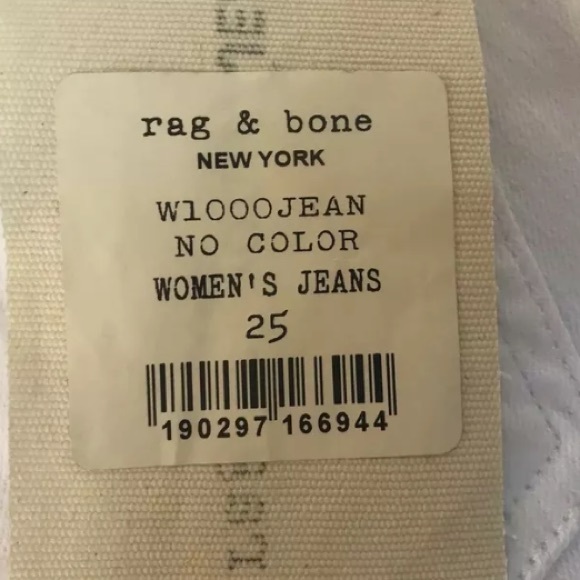 rag & bone
NEW YORK
W1000JEAN
NO COLOR
WOMEN'S JEANS
25
190297 166944